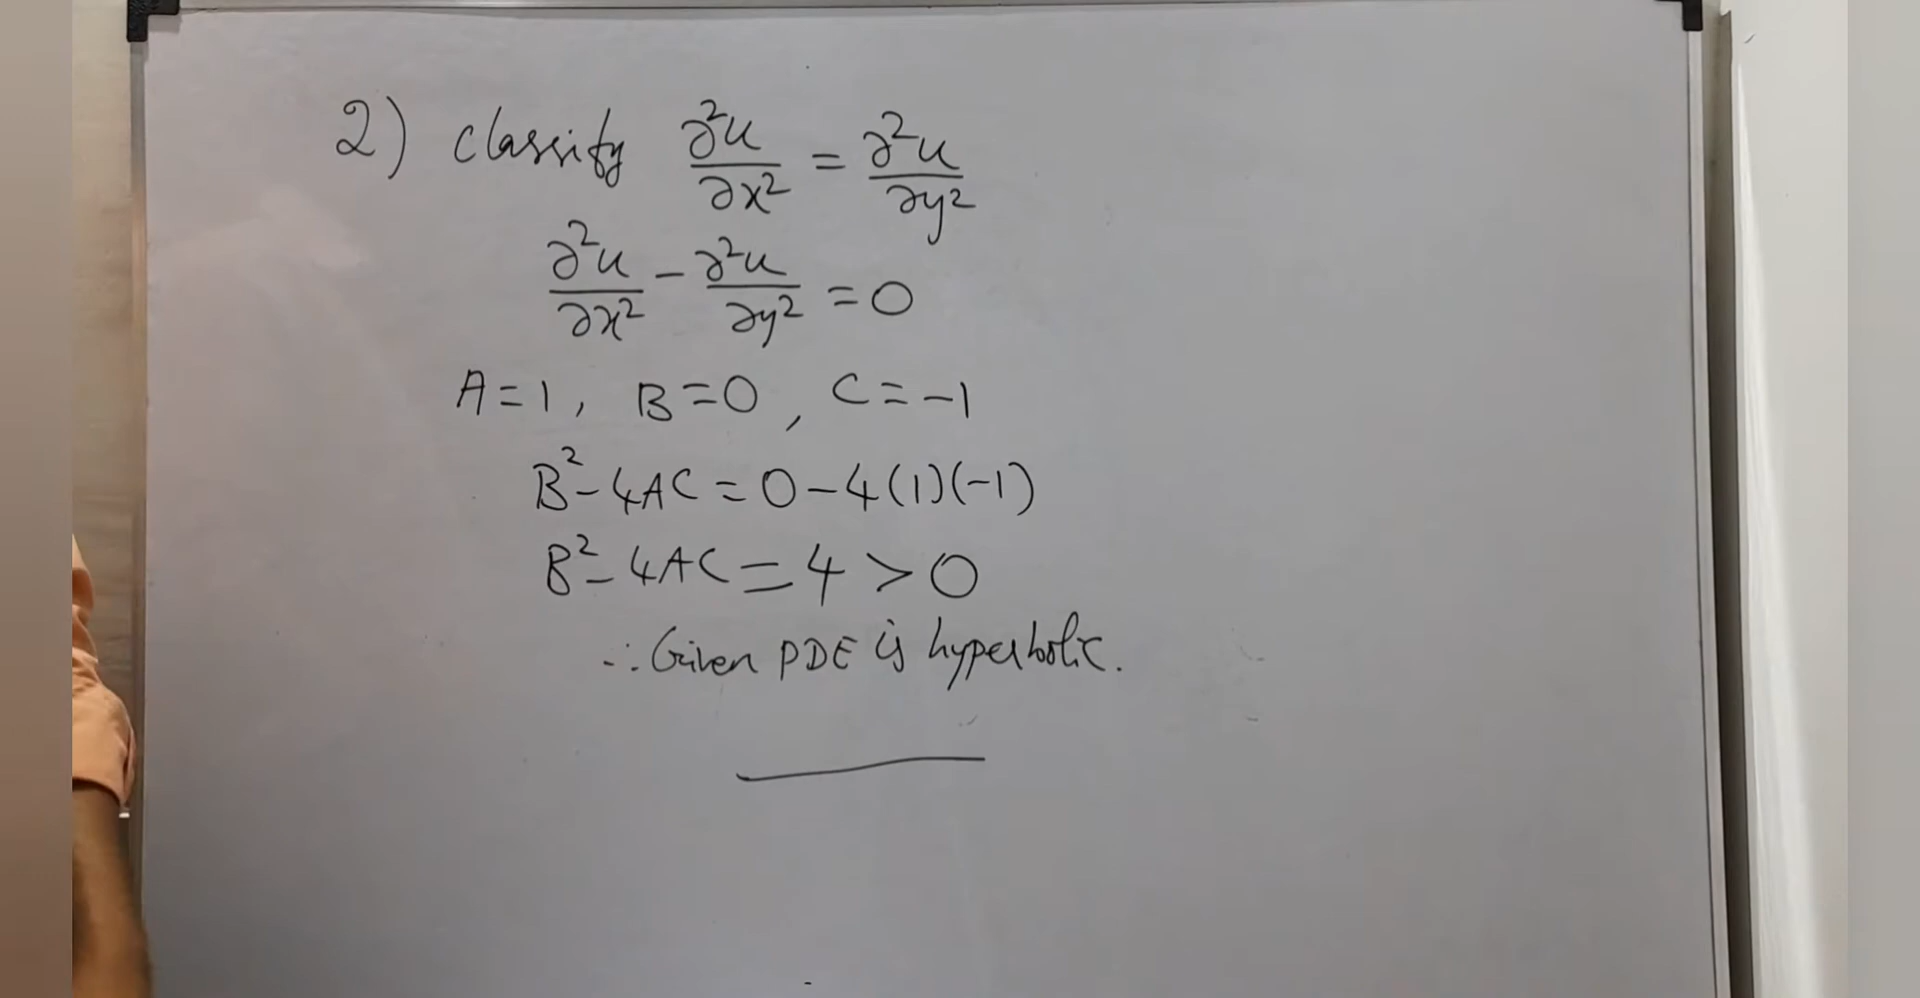 2) classify ∂²u/∂x² = ∂²u/∂y²
∂²u/∂x² - ∂²u/∂y² = 0
A = 1, B = 0, C = -1
B² - 4AC = 0 - 4(1)(-1)
B² - 4AC = 4 > 0
∴ Given PDE is hyperbolic.